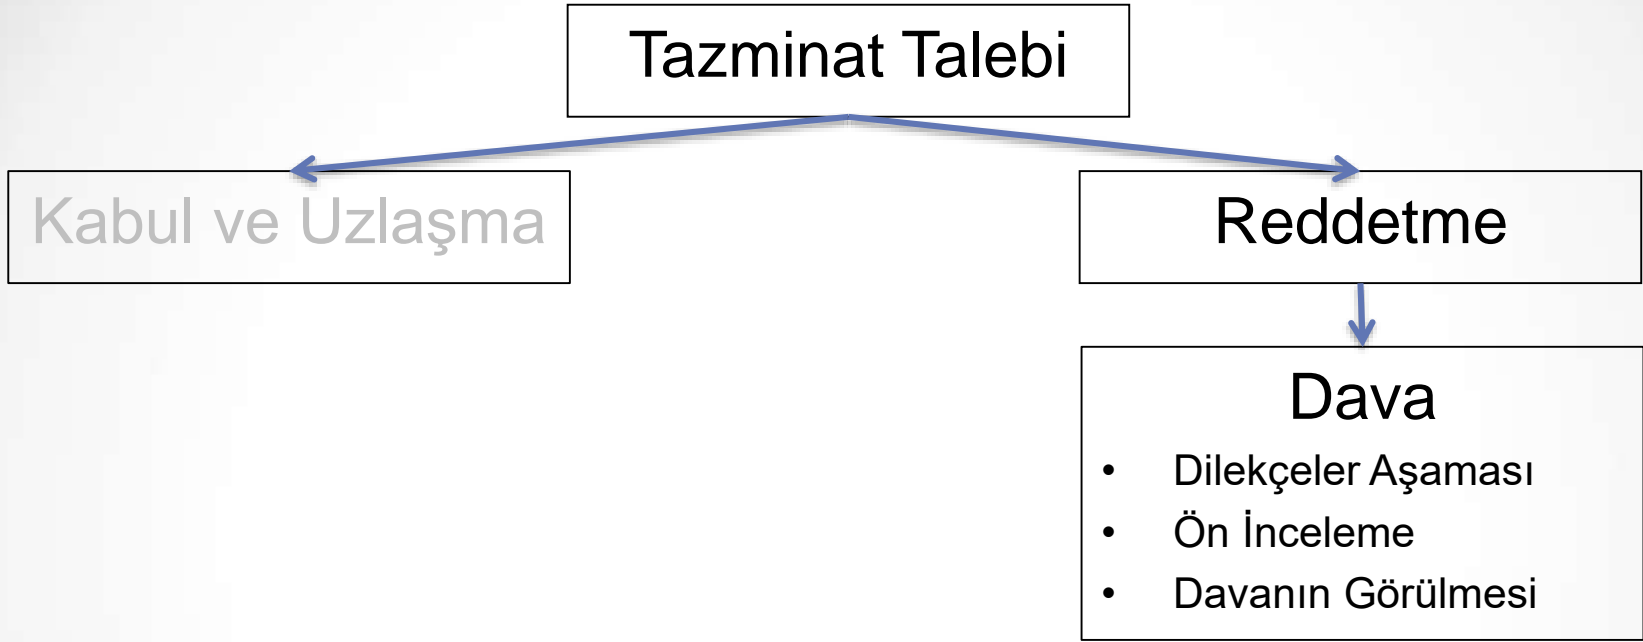 Tazminat Talebi
Kabul ve Uzlaşma
Reddetme
Dava
• Dilekçeler Aşaması
• Ön İnceleme
• Davanın Görülmesi